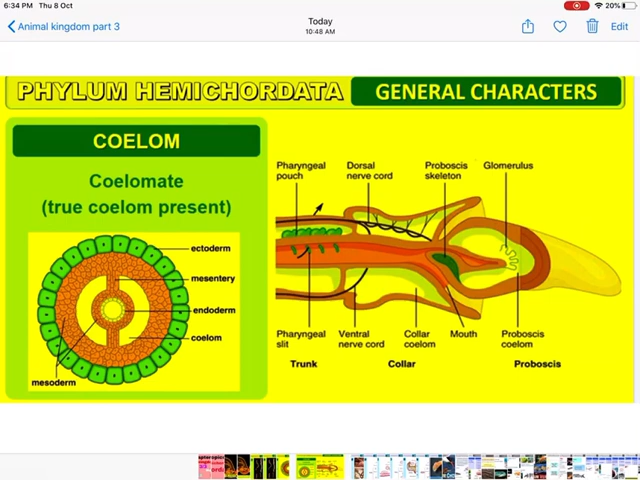 6:34 PM Thu 8 Oct
20%
Animal kingdom part 3
Today
10:48 AM
Edit
PHYLUM HEMICHORDATA
GENERAL CHARACTERS
COELOM
Coelomate
(true coelom present)
ectoderm
mesentery
endoderm
coelom
mesoderm
Pharyngeal
pouch
Dorsal
nerve cord
Proboscis
skeleton
Glomerulus
Pharyngeal
slit
Ventral
nerve cord
Collar
coelom
Mouth
Proboscis
coelom
Trunk
Collar
Proboscis